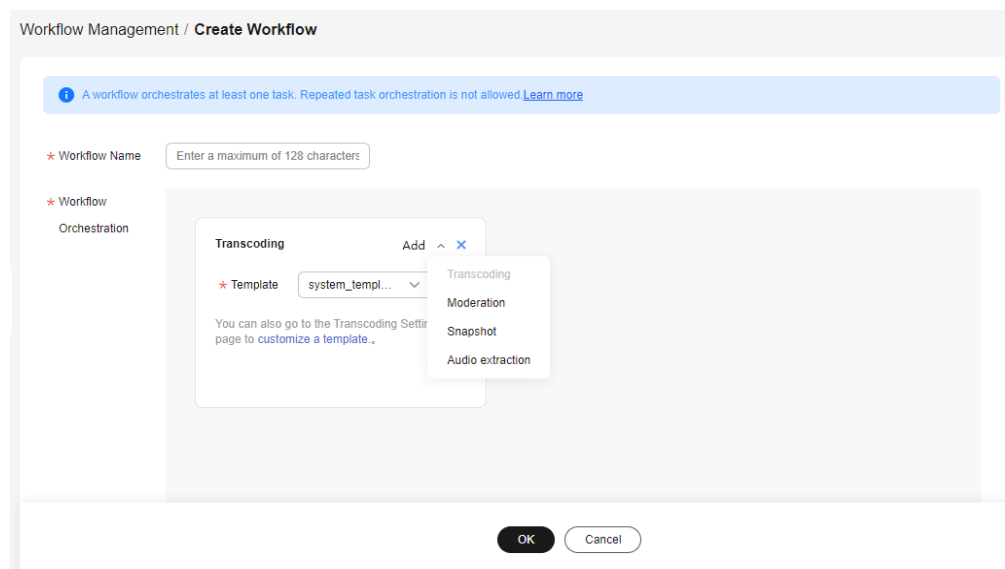 Workflow Management / Create Workflow
A workflow orchestrates at least one task. Repeated task orchestration is not allowed.Learn more
* Workflow Name
Enter a maximum of 128 characters
* Workflow
Orchestration
Transcoding
Add
* Template
system_templ...
You can also go to the Transcoding Settin
page to customize a template.。
Transcoding
Moderation
Snapshot
Audio extraction
OK
Cancel